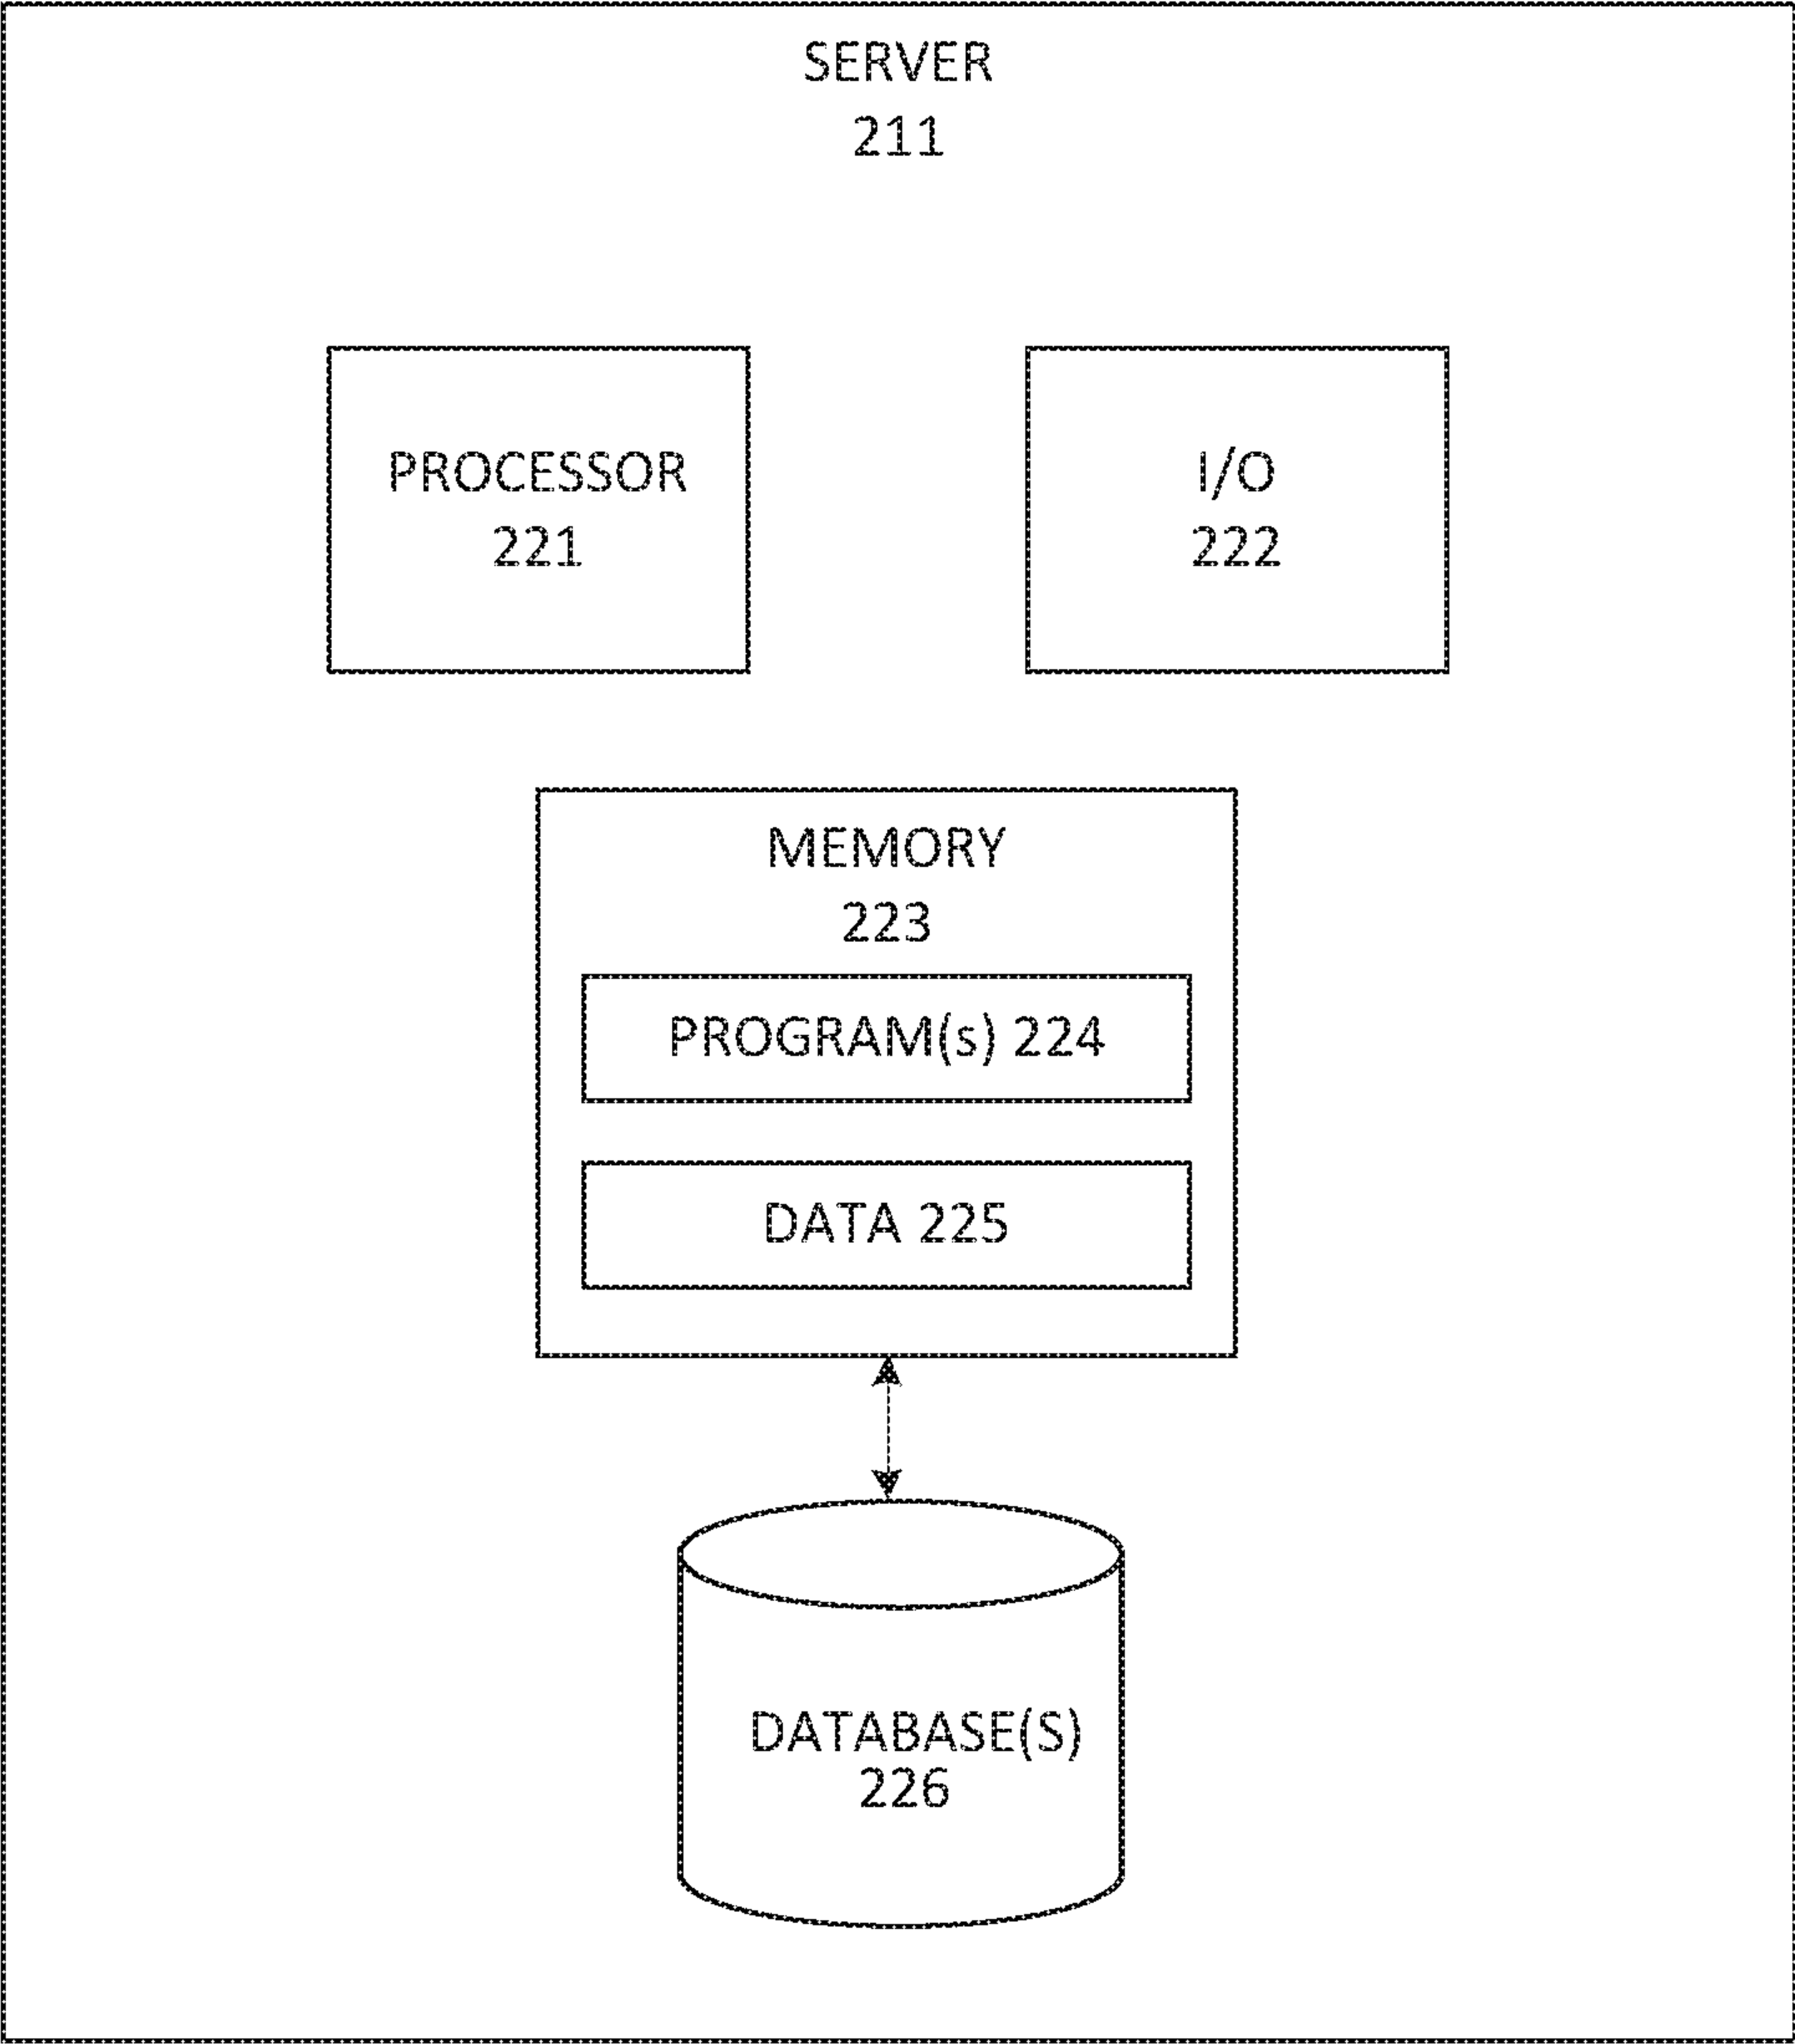 SERVER
211
PROCESSOR
221
I/O
222
MEMORY
223
PROGRAM(s) 224
DATA 225
DATABASE(S)
226